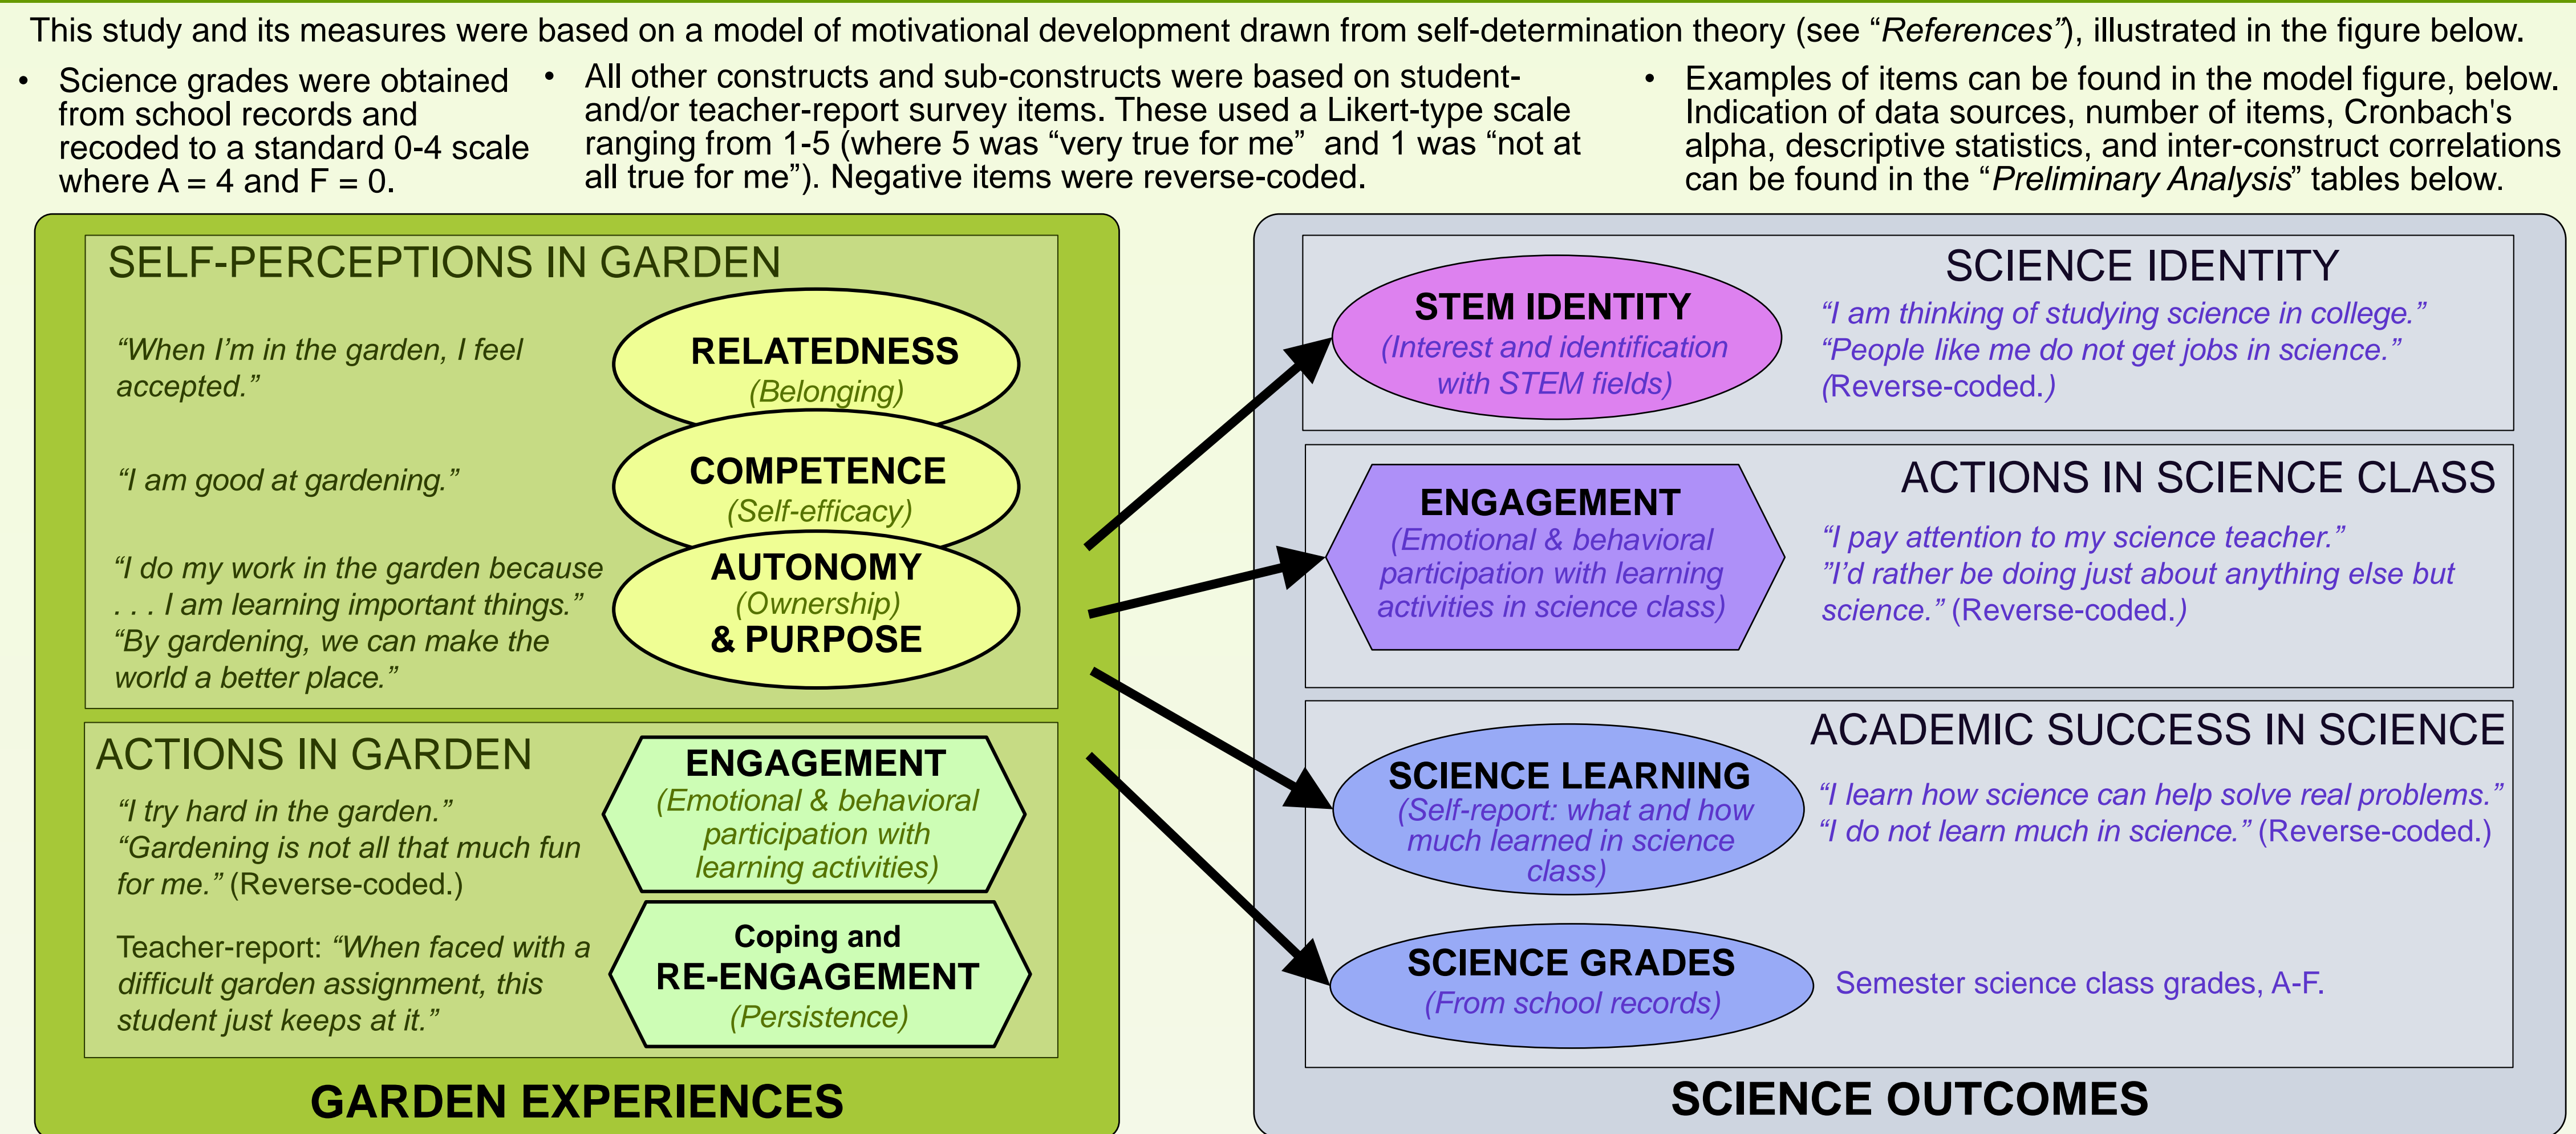 This study and its measures were based on a model of motivational development drawn from self-determination theory (see “References”), illustrated in the figure below.
• Science grades were obtained
from school records and
recoded to a standard 0-4 scale
where A = 4 and F = 0.
• All other constructs and sub-constructs were based on student-
and/or teacher-report survey items. These used a Likert-type scale
ranging from 1-5 (where 5 was “very true for me” and 1 was “not at
all true for me”). Negative items were reverse-coded.
• Examples of items can be found in the model figure, below.
Indication of data sources, number of items, Cronbach's
alpha, descriptive statistics, and inter-construct correlations
can be found in the “Preliminary Analysis” tables below.
SELF-PERCEPTIONS IN GARDEN
“When I’m in the garden, I feel
accepted.”
RELATEDNESS
(Belonging)
“I am good at gardening.”
COMPETENCE
(Self-efficacy)
“I do my work in the garden because
. . . I am learning important things.”
“By gardening, we can make the
world a better place.”
AUTONOMY
(Ownership)
& PURPOSE
ACTIONS IN GARDEN
“I try hard in the garden.”
“Gardening is not all that much fun
for me.” (Reverse-coded.)
ENGAGEMENT
(Emotional & behavioral
participation with
learning activities)
Teacher-report: “When faced with a
difficult garden assignment, this
student just keeps at it.”
Coping and
RE-ENGAGEMENT
(Persistence)
GARDEN EXPERIENCES
SCIENCE IDENTITY
STEM IDENTITY
(Interest and identification
with STEM fields)
“I am thinking of studying science in college.”
“People like me do not get jobs in science.”
(Reverse-coded.)
ACTIONS IN SCIENCE CLASS
ENGAGEMENT
(Emotional & behavioral
participation with learning
activities in science class)
“I pay attention to my science teacher.”
”I’d rather be doing just about anything else but
science.” (Reverse-coded.)
ACADEMIC SUCCESS IN SCIENCE
SCIENCE LEARNING
(Self-report: what and how
much learned in science
class)
“I learn how science can help solve real problems.”
“I do not learn much in science.” (Reverse-coded.)
SCIENCE GRADES
(From school records)
Semester science class grades, A-F.
SCIENCE OUTCOMES